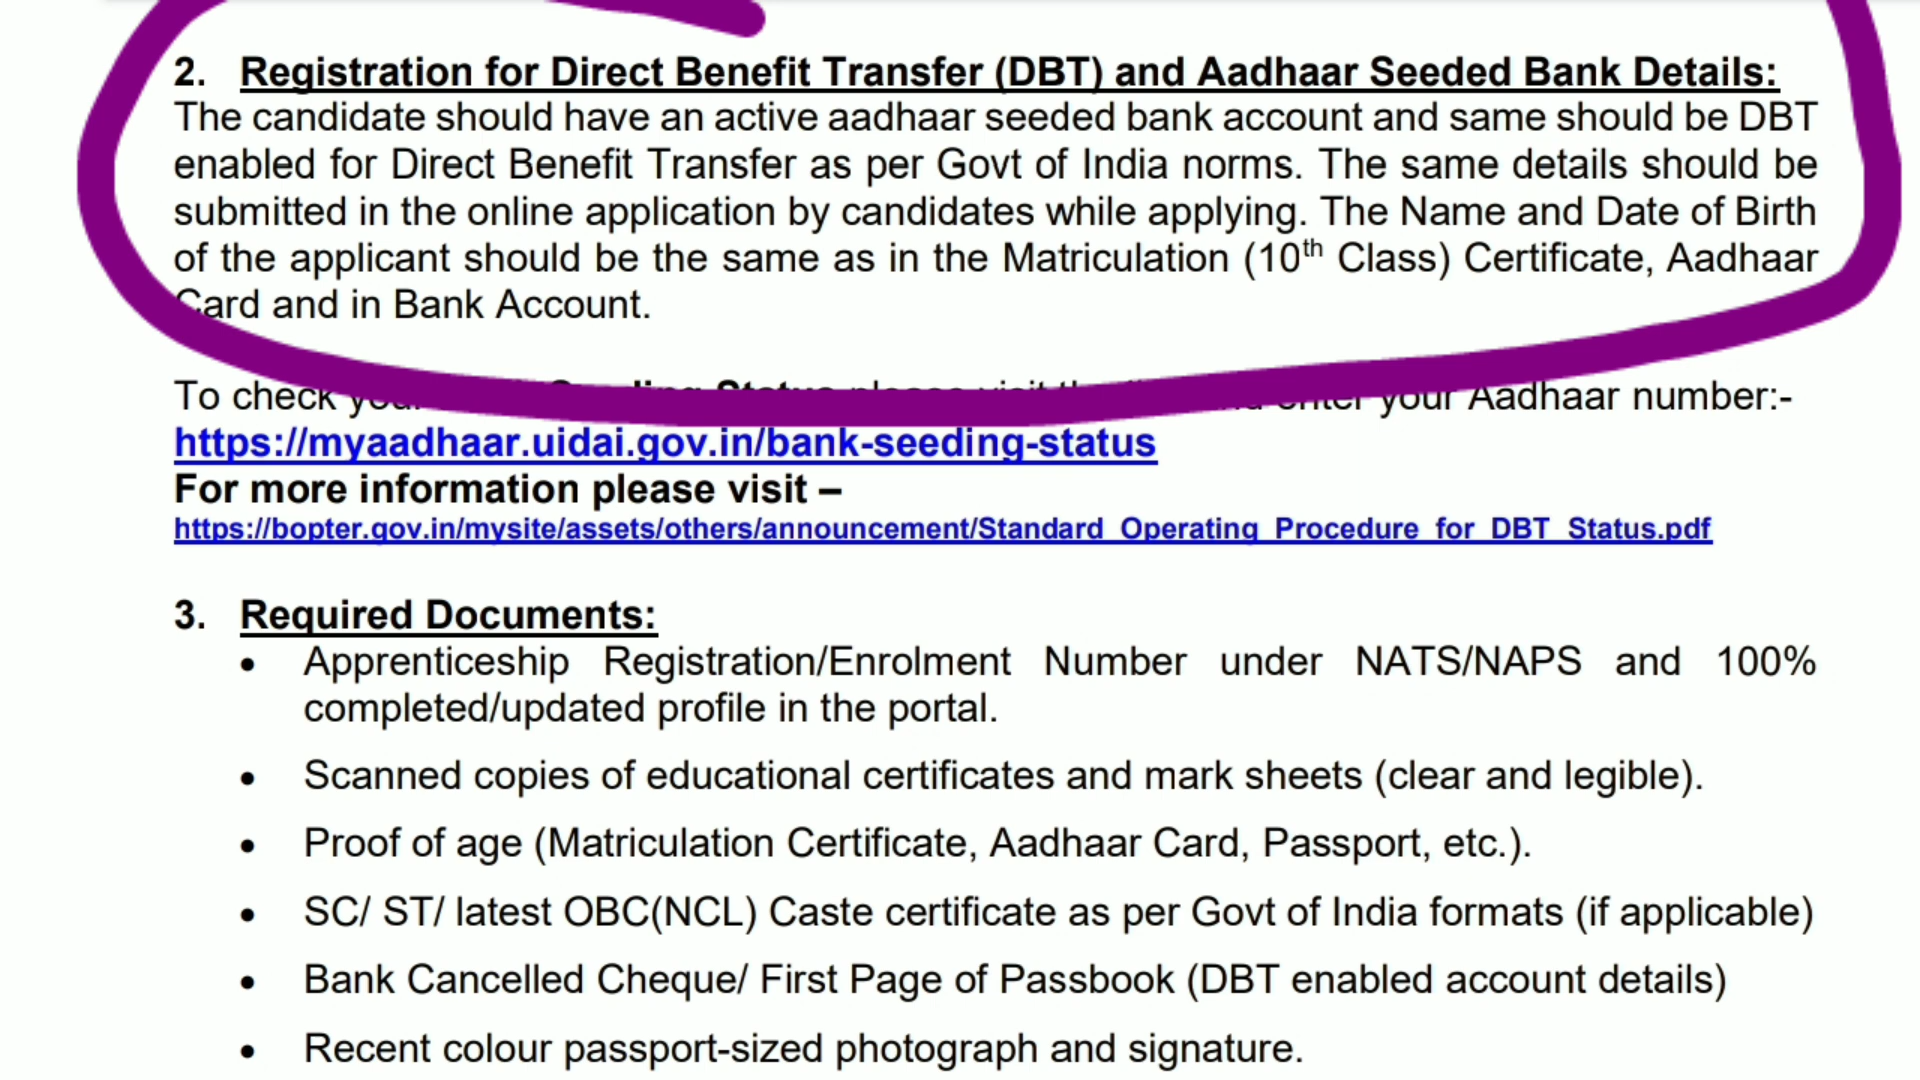 2. Registration for Direct Benefit Transfer (DBT) and Aadhaar Seeded Bank Details:
The candidate should have an active aadhaar seeded bank account and same should be DBT
enabled for Direct Benefit Transfer as per Govt of India norms. The same details should be
submitted in the online application by candidates while applying. The Name and Date of Birth
of the applicant should be the same as in the Matriculation (10th Class) Certificate, Aadhaar
Card and in Bank Account.
To check your Seeding Status please visit enter your Aadhaar number:-
https://myaadhaar.uidai.gov.in/bank-seeding-status
For more information please visit –
https://bopter.gov.in/mysite/assets/others/announcement/Standard_Operating_Procedure_for_DBT_Status.pdf
3. Required Documents:
• Apprenticeship Registration/Enrolment Number under NATS/NAPS and 100%
completed/updated profile in the portal.
• Scanned copies of educational certificates and mark sheets (clear and legible).
• Proof of age (Matriculation Certificate, Aadhaar Card, Passport, etc.).
• SC/ ST/ latest OBC(NCL) Caste certificate as per Govt of India formats (if applicable)
• Bank Cancelled Cheque/ First Page of Passbook (DBT enabled account details)
• Recent colour passport-sized photograph and signature.